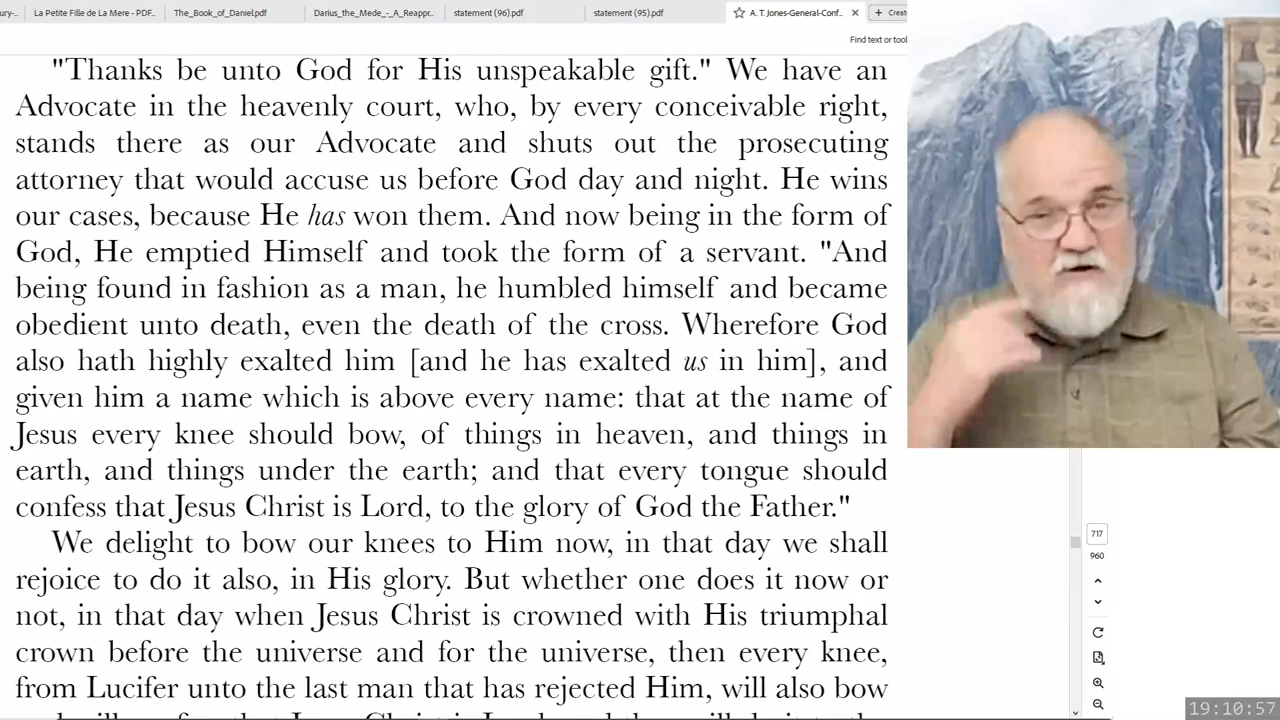 ury-...
La Petite Fille de La Mere - PDF...
The_Book_of_Daniel.pdf
Darius_the_Mede_-_A_Reappr...
statement (96).pdf
statement (95).pdf
A. T. Jones-General-Conf...
Creat
Find text or tool
"Thanks be unto God for His unspeakable gift." We have an
Advocate in the heavenly court, who, by every conceivable right,
stands there as our Advocate and shuts out the prosecuting
attorney that would accuse us before God day and night. He wins
our cases, because He has won them. And now being in the form of
God, He emptied Himself and took the form of a servant. "And
being found in fashion as a man, he humbled himself and became
obedient unto death, even the death of the cross. Wherefore God
also hath highly exalted him [and he has exalted us in him], and
given him a name which is above every name: that at the name of
Jesus every knee should bow, of things in heaven, and things in
earth, and things under the earth; and that every tongue should
confess that Jesus Christ is Lord, to the glory of God the Father."
We delight to bow our knees to Him now, in that day we shall
rejoice to do it also, in His glory. But whether one does it now or
not, in that day when Jesus Christ is crowned with His triumphal
crown before the universe and for the universe, then every knee,
from Lucifer unto the last man that has rejected Him, will also bow
717
960
19:10:57